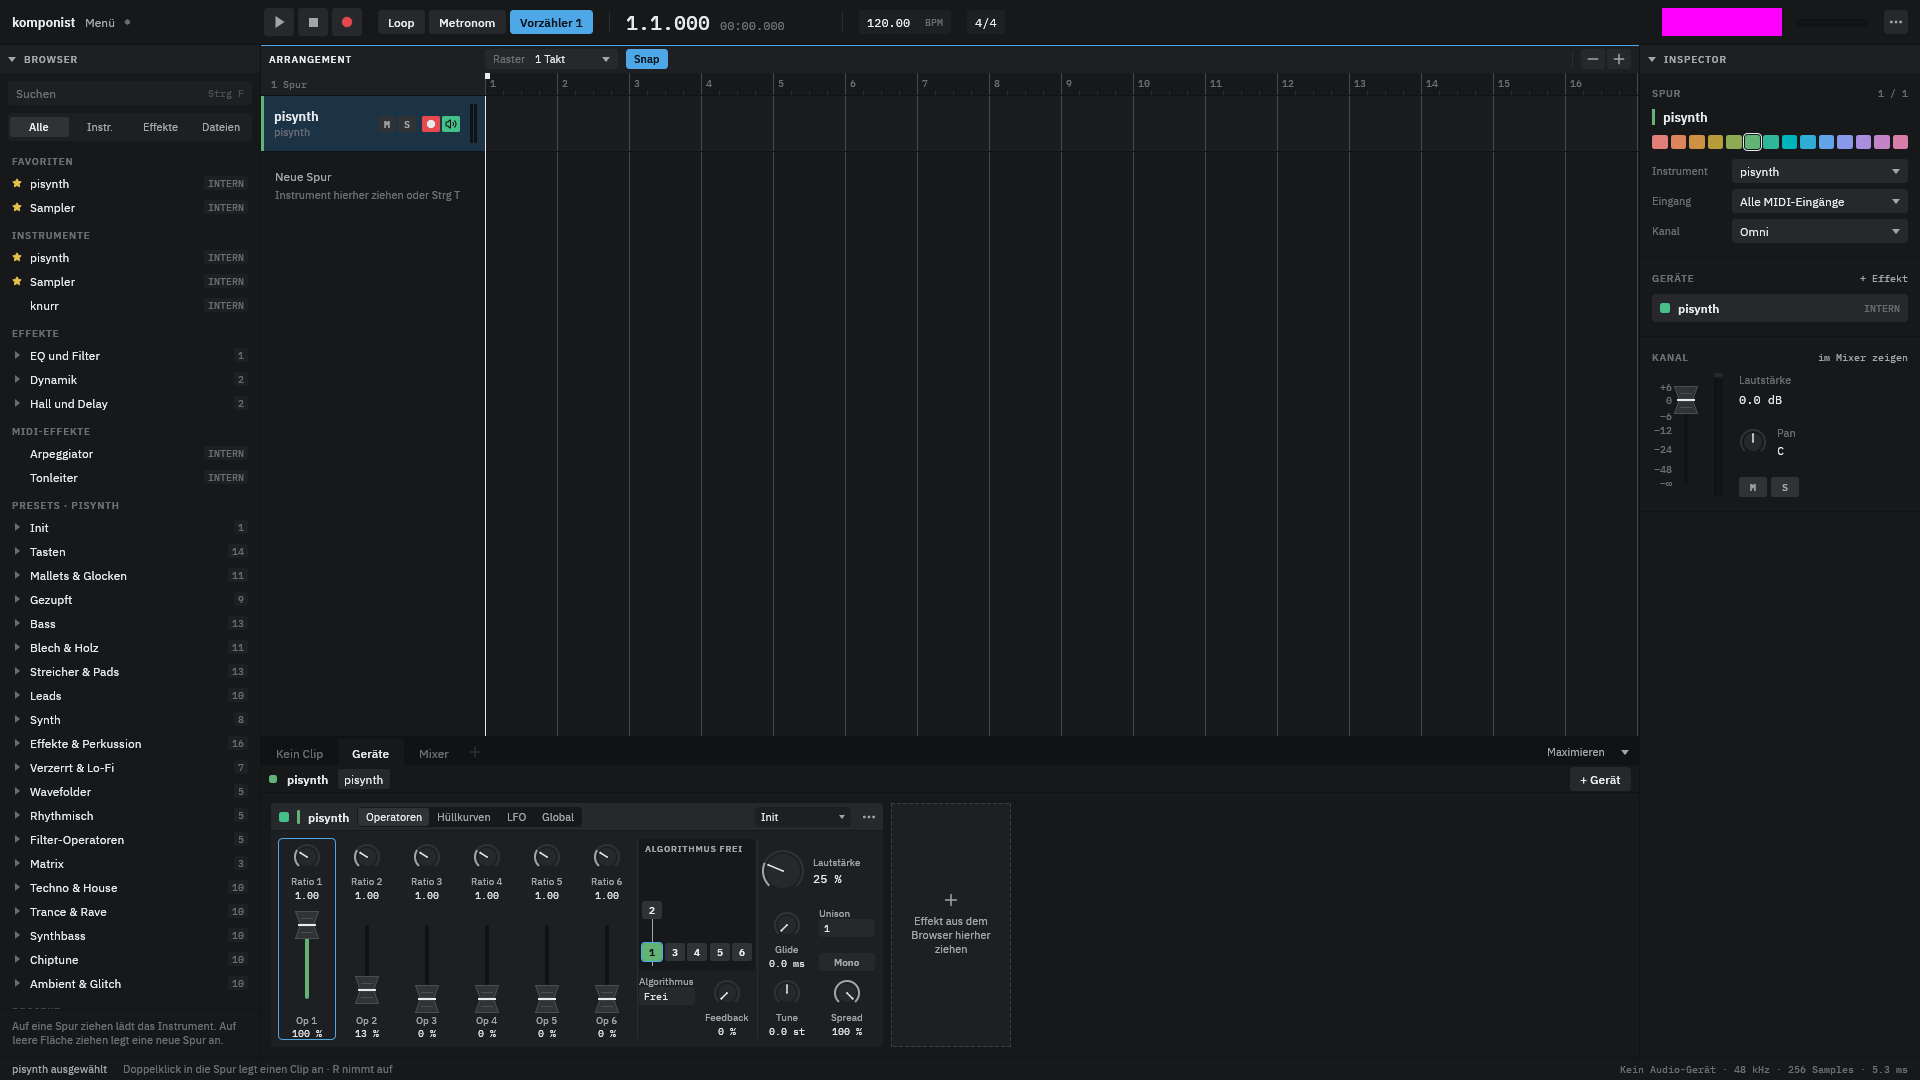 komponist Menü
Loop Metronom Vorzähler 1
1.1.000 00:00.000
120.00 BPM 4/4
BROWSER
Suchen Strg F
Alle Instr. Effekte Dateien
FAVORITEN
pisynth INTERN
Sampler INTERN
INSTRUMENTE
pisynth INTERN
Sampler INTERN
knurr INTERN
EFFEKTE
EQ und Filter 1
Dynamik 2
Hall und Delay 2
MIDI-EFFEKTE
Arpeggiator INTERN
Tonleiter INTERN
PRESETS · PISYNTH
Init 1
Tasten 14
Mallets & Glocken 11
Gezupft 9
Bass 13
Blech & Holz 11
Streicher & Pads 13
Leads 10
Synth 8
Effekte & Perkussion 16
Verzerrt & Lo-Fi 7
Wavefolder 5
Rhythmisch 5
Filter-Operatoren 5
Matrix 3
Techno & House 10
Trance & Rave 10
Synthbass 10
Chiptune 10
Ambient & Glitch 10
Auf eine Spur ziehen lädt das Instrument. Auf
leere Fläche ziehen legt eine neue Spur an.
ARRANGEMENT Raster 1 Takt Snap
1 Spur
1 2 3 4 5 6 7 8 9 10 11 12 13 14 15 16
pisynth
pisynth
M S
Neue Spur
Instrument hierher ziehen oder Strg T
Kein Clip Geräte Mixer
Maximieren
pisynth pisynth + Gerät
pisynth Operatoren Hüllkurven LFO Global Init
Ratio 1 Ratio 2 Ratio 3 Ratio 4 Ratio 5 Ratio 6
1.00 1.00 1.00 1.00 1.00 1.00
Op 1 Op 2 Op 3 Op 4 Op 5 Op 6
100 % 13 % 0 % 0 % 0 % 0 %
ALGORITHMUS FREI
2
1 3 4 5 6
Algorithmus
Frei
Feedback
0 %
Lautstärke
25 %
Glide
0.0 ms
Unison
1
Mono
Tune
0.0 st
Spread
100 %
Effekt aus dem
Browser hierher
ziehen
INSPECTOR
SPUR 1 / 1
pisynth
Instrument pisynth
Eingang Alle MIDI-Eingänge
Kanal Omni
GERÄTE + Effekt
pisynth INTERN
KANAL im Mixer zeigen
+6
0
−6
−12
−24
−48
−∞
Lautstärke
0.0 dB
Pan
C
M S
pisynth ausgewählt Doppelklick in die Spur legt einen Clip an · R nimmt auf
Kein Audio-Gerät · 48 kHz · 256 Samples · 5.3 ms